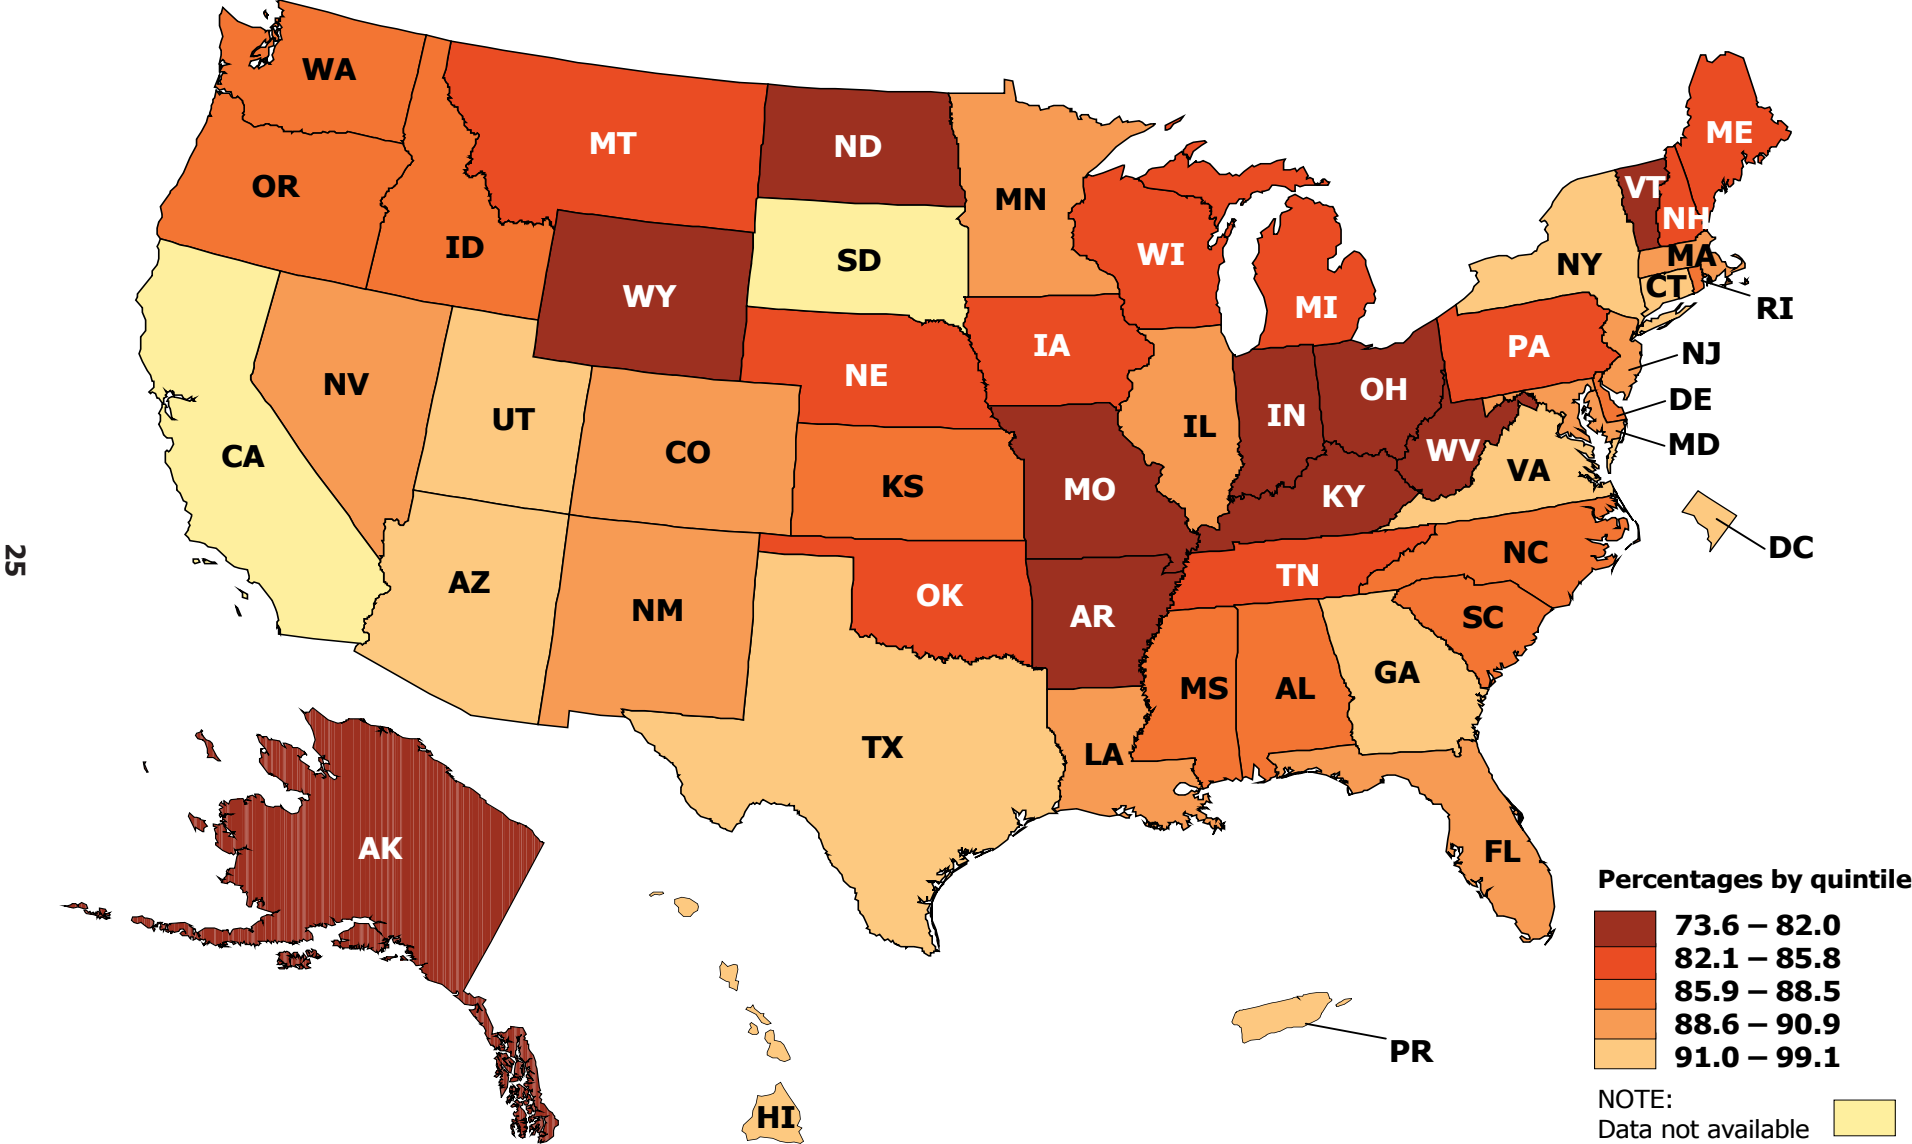 WA
ME
MT
ND
VT
OR
MN
NH
ID
WI
MA
SD
NY
CT
WY
MI
RI
IA
PA
NJ
NE
NV
OH
DE
UT
IN
IL
MD
CO
WV
CA
VA
KS
MO
KY
DC
NC
25
TN
AZ
OK
NM
AR
SC
GA
MS
AL
TX
LA
AK
FL
PR
HI
Percentages by quintile
73.6 – 82.0
82.1 – 85.8
85.9 – 88.5
88.6 – 90.9
91.0 – 99.1
NOTE:
Data not available